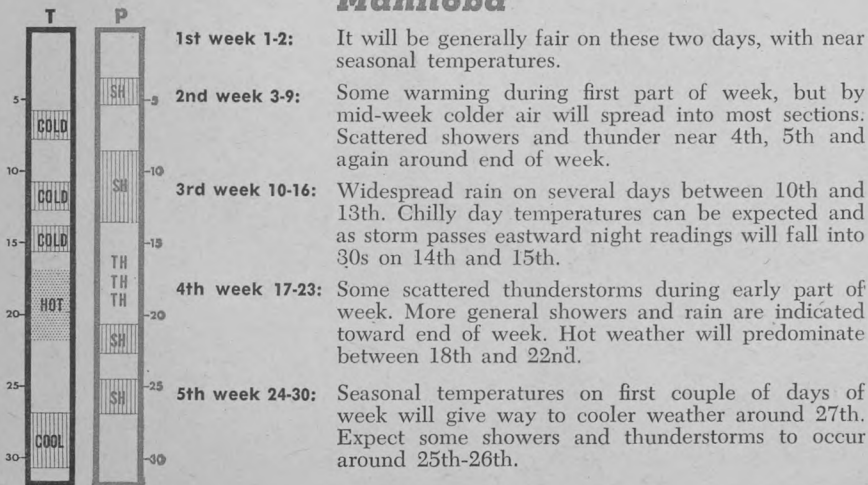 Manitoba
T P
5- COLD
10- COLD
15- COLD
HOT
20-
25-
COOL
30-
SH -5
-10
SH
-15
TH
TH
TH
-20
SH
-25
SH
-30
1st week 1-2: It will be generally fair on these two days, with near
seasonal temperatures.
2nd week 3-9: Some warming during first part of week, but by
mid-week colder air will spread into most sections.
Scattered showers and thunder near 4th, 5th and
again around end of week.
3rd week 10-16: Widespread rain on several days between 10th and
13th. Chilly day temperatures can be expected and
as storm passes eastward night readings will fall into
30s on 14th and 15th.
4th week 17-23: Some scattered thunderstorms during early part of
week. More general showers and rain are indicated
toward end of week. Hot weather will predominate
between 18th and 22nd.
5th week 24-30: Seasonal temperatures on first couple of days of
week will give way to cooler weather around 27th.
Expect some showers and thunderstorms to occur
around 25th-26th.